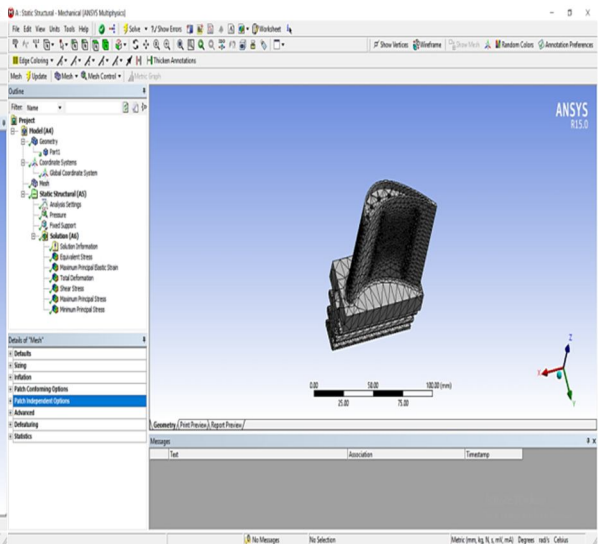 A : Static Structural - Mechanical [ANSYS Multiphysics]
File Edit View Units Tools Help Solve ?/Show Errors Worksheet
Show Vertices Wireframe Show Mesh Random Colors Annotation Preferences
Edge Coloring Thicken Annotations
Mesh Update Mesh Mesh Control Metric Graph
Outline
Filter: Name
Project
Model (A4)
Geometry
Part1
Coordinate Systems
Global Coordinate System
Mesh
Static Structural (A5)
Analysis Settings
Pressure
Fixed Support
Solution (A6)
Solution Information
Equivalent Stress
Maximum Principal Elastic Strain
Total Deformation
Shear Stress
Maximum Principal Stress
Minimum Principal Stress
Details of "Mesh"
Defaults
Sizing
Inflation
Patch Conforming Options
Patch Independent Options
Advanced
Defeaturing
Statistics
ANSYS
R15.0
0.00 50.00 100.00 (mm)
25.00 75.00
Z
X
Y
Geometry Print Preview Report Preview
Messages
Text Association Timestamp
No Messages No Selection Metric (mm, kg, N, s, mV, mA) Degrees rad/s Celsius